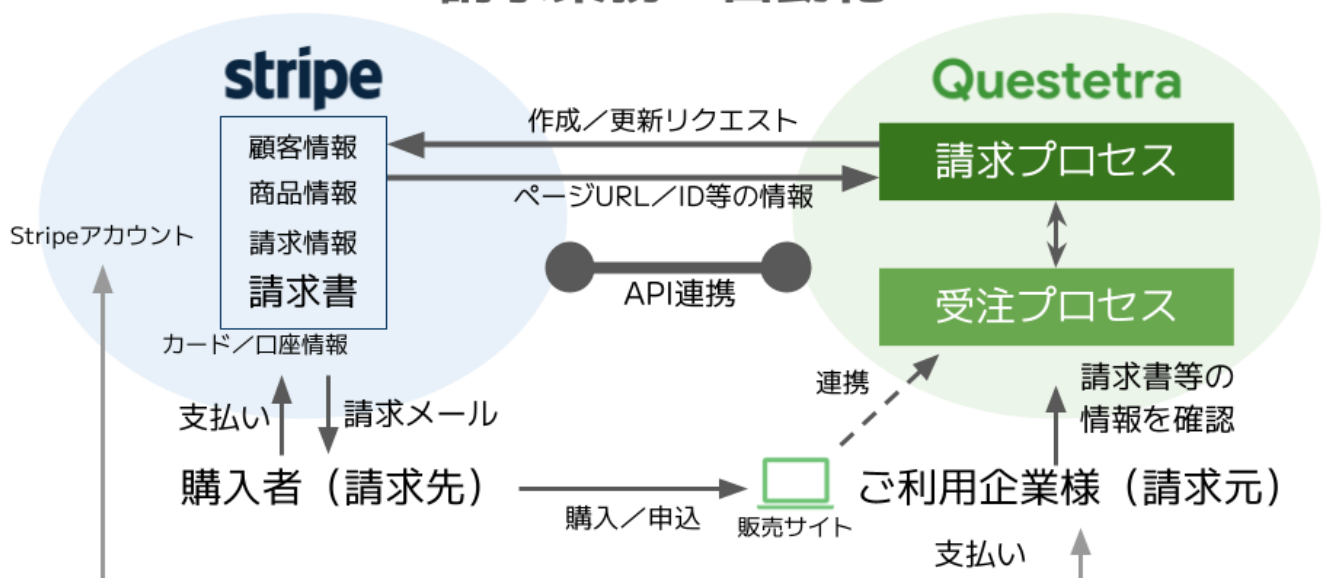 stripe
Questetra
作成／更新リクエスト
顧客情報
請求プロセス
商品情報
ページURL／ID等の情報
Stripeアカウント
請求情報
請求書
API連携
受注プロセス
カード／口座情報
連携
請求書等の
情報を確認
支払い
請求メール
購入者（請求先）
ご利用企業様（請求元）
購入／申込
販売サイト
支払い